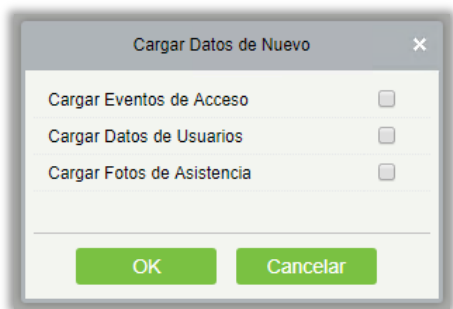 Cargar Datos de Nuevo ×
Cargar Eventos de Acceso
Cargar Datos de Usuarios
Cargar Fotos de Asistencia
OK Cancelar